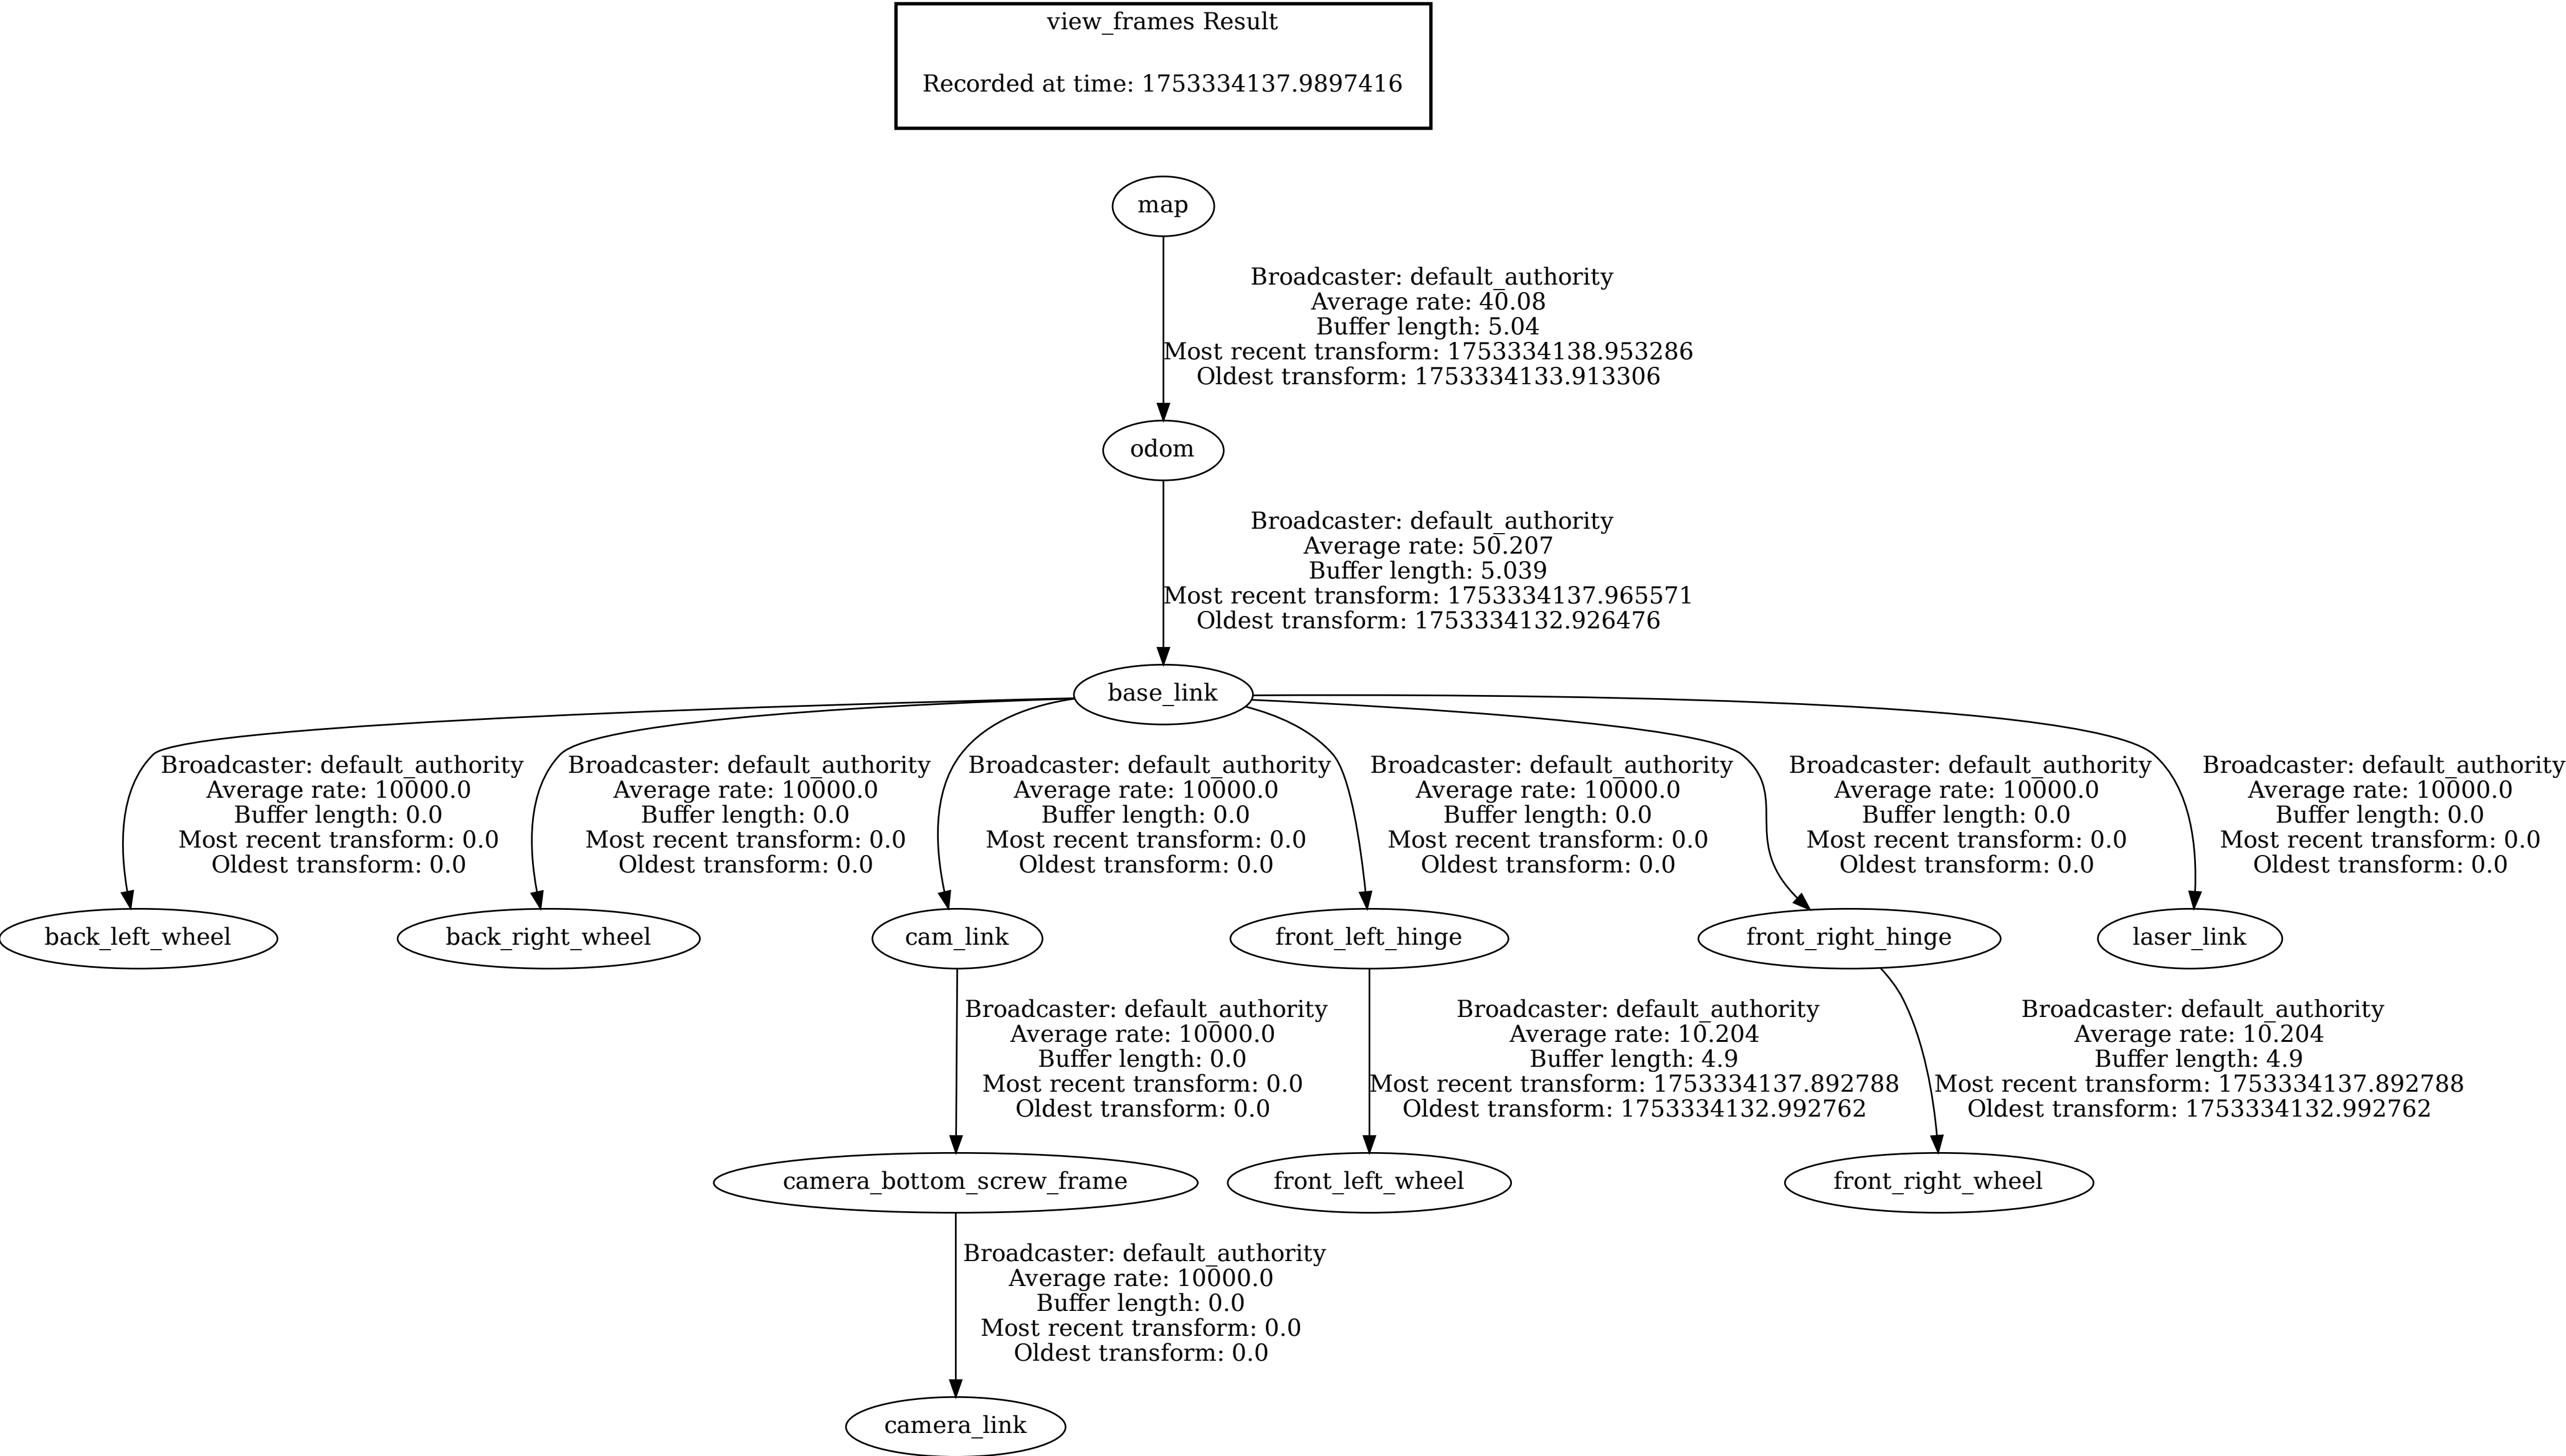 view_frames Result
Recorded at time: 1753334137.9897416
map
Broadcaster: default_authority
Average rate: 40.08
Buffer length: 5.04
Most recent transform: 1753334138.953286
Oldest transform: 1753334133.913306
odom
Broadcaster: default_authority
Average rate: 50.207
Buffer length: 5.039
Most recent transform: 1753334137.965571
Oldest transform: 1753334132.926476
base_link
Broadcaster: default_authority
Average rate: 10000.0
Buffer length: 0.0
Most recent transform: 0.0
Oldest transform: 0.0
Broadcaster: default_authority
Average rate: 10000.0
Buffer length: 0.0
Most recent transform: 0.0
Oldest transform: 0.0
Broadcaster: default_authority
Average rate: 10000.0
Buffer length: 0.0
Most recent transform: 0.0
Oldest transform: 0.0
Broadcaster: default_authority
Average rate: 10000.0
Buffer length: 0.0
Most recent transform: 0.0
Oldest transform: 0.0
Broadcaster: default_authority
Average rate: 10000.0
Buffer length: 0.0
Most recent transform: 0.0
Oldest transform: 0.0
Broadcaster: default_authority
Average rate: 10000.0
Buffer length: 0.0
Most recent transform: 0.0
Oldest transform: 0.0
back_left_wheel
back_right_wheel
cam_link
front_left_hinge
front_right_hinge
laser_link
Broadcaster: default_authority
Average rate: 10000.0
Buffer length: 0.0
Most recent transform: 0.0
Oldest transform: 0.0
Broadcaster: default_authority
Average rate: 10.204
Buffer length: 4.9
Most recent transform: 1753334137.892788
Oldest transform: 1753334132.992762
Broadcaster: default_authority
Average rate: 10.204
Buffer length: 4.9
Most recent transform: 1753334137.892788
Oldest transform: 1753334132.992762
camera_bottom_screw_frame
front_left_wheel
front_right_wheel
Broadcaster: default_authority
Average rate: 10000.0
Buffer length: 0.0
Most recent transform: 0.0
Oldest transform: 0.0
camera_link